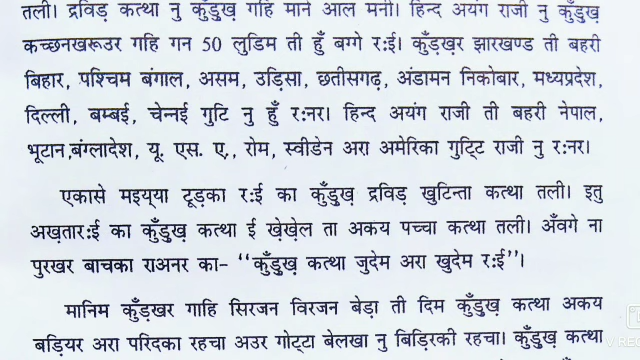 तली। द्रविड़ कत्था नु कुँड़ुख़ गहि माने आल मनी। हिन्द अयंग राजी नु कुँड़ुख़
कच्छनखरूउर गहि गन 50 लुडिम ती हुँ बग्गे र:ई। कुँड़ख़र झारखण्ड ती बहरी
बिहार, पश्चिम बंगाल, असम, उड़िसा, छतीसगढ़, अंडामन निकोबार, मध्यप्रदेश,
दिल्ली, बम्बई, चेन्नई गुटि नु हुँ र:नर। हिन्द अयंग राजी ती बहरी नेपाल,
भूटान,बंग्लादेश, यू. एस. ए., रोम, स्वीडेन अरा अमेरिका गुट्टि राजी नु र:नर।
एकासे मइय्या टूड़का र:ई का कुँड़ुख़ द्रविड़ खुटिन्ता कत्था तली। इतु
अख़तार:ई का कुँड़ुख़ कत्था ई ख़ेख़ेल ता अकय पच्चा कत्था तली। अँवगे ना
पुरखर बाचका राअनर का- ‘‘कुँड़ुख़ कत्था जुदेम अरा खुदेम र:ई’’।
मानिम कुँड़खर गाहि सिरजन विरजन बेड़ा ती दिम कुँड़ुख़ कत्था अकय
बड़ियर अरा परिदका रहचा अउर गोट्टा बेलखा नु बिड़िरकी रहचा। कुँड़ुख़ कत्था